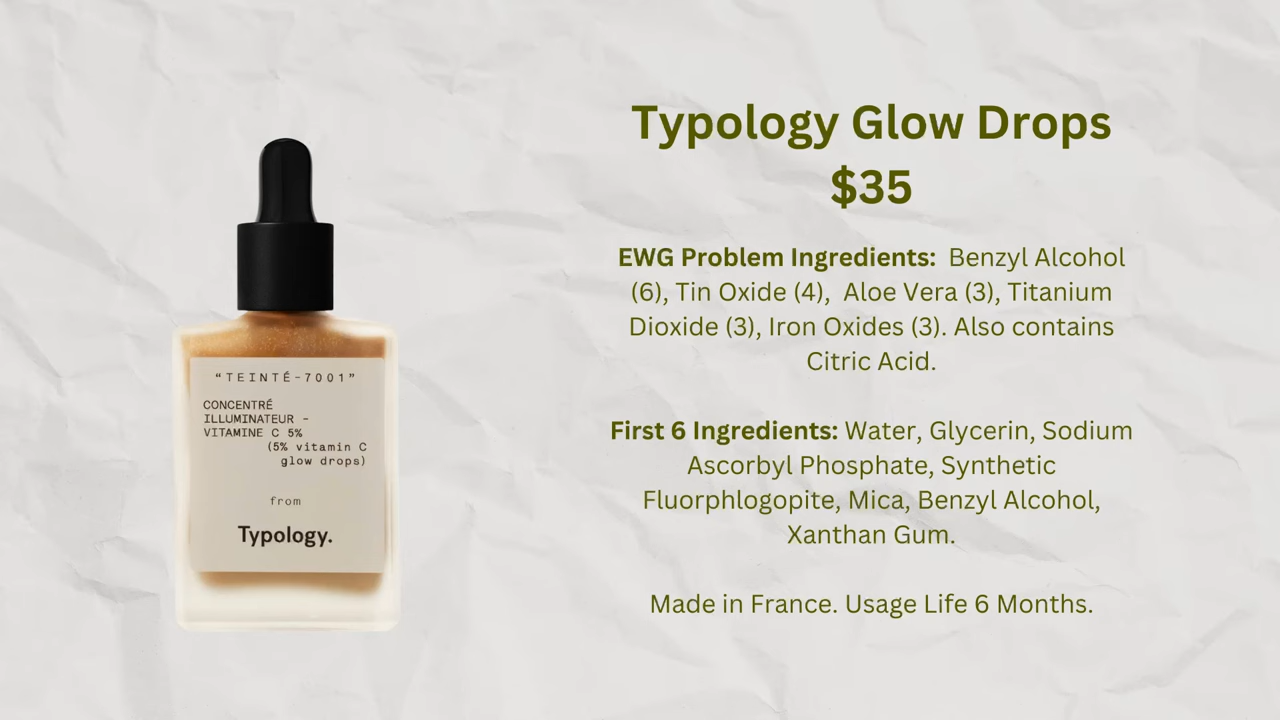 Typology Glow Drops
$35
EWG Problem Ingredients:  Benzyl Alcohol
(6), Tin Oxide (4),  Aloe Vera (3), Titanium
Dioxide (3), Iron Oxides (3). Also contains
Citric Acid.
First 6 Ingredients: Water, Glycerin, Sodium
Ascorbyl Phosphate, Synthetic
Fluorphlogopite, Mica, Benzyl Alcohol,
Xanthan Gum.
Made in France. Usage Life 6 Months.
“TEINTÉ-7001”
CONCENTRÉ
ILLUMINATEUR -
VITAMINE C 5%
(5% vitamin C
glow drops)
from
Typology.